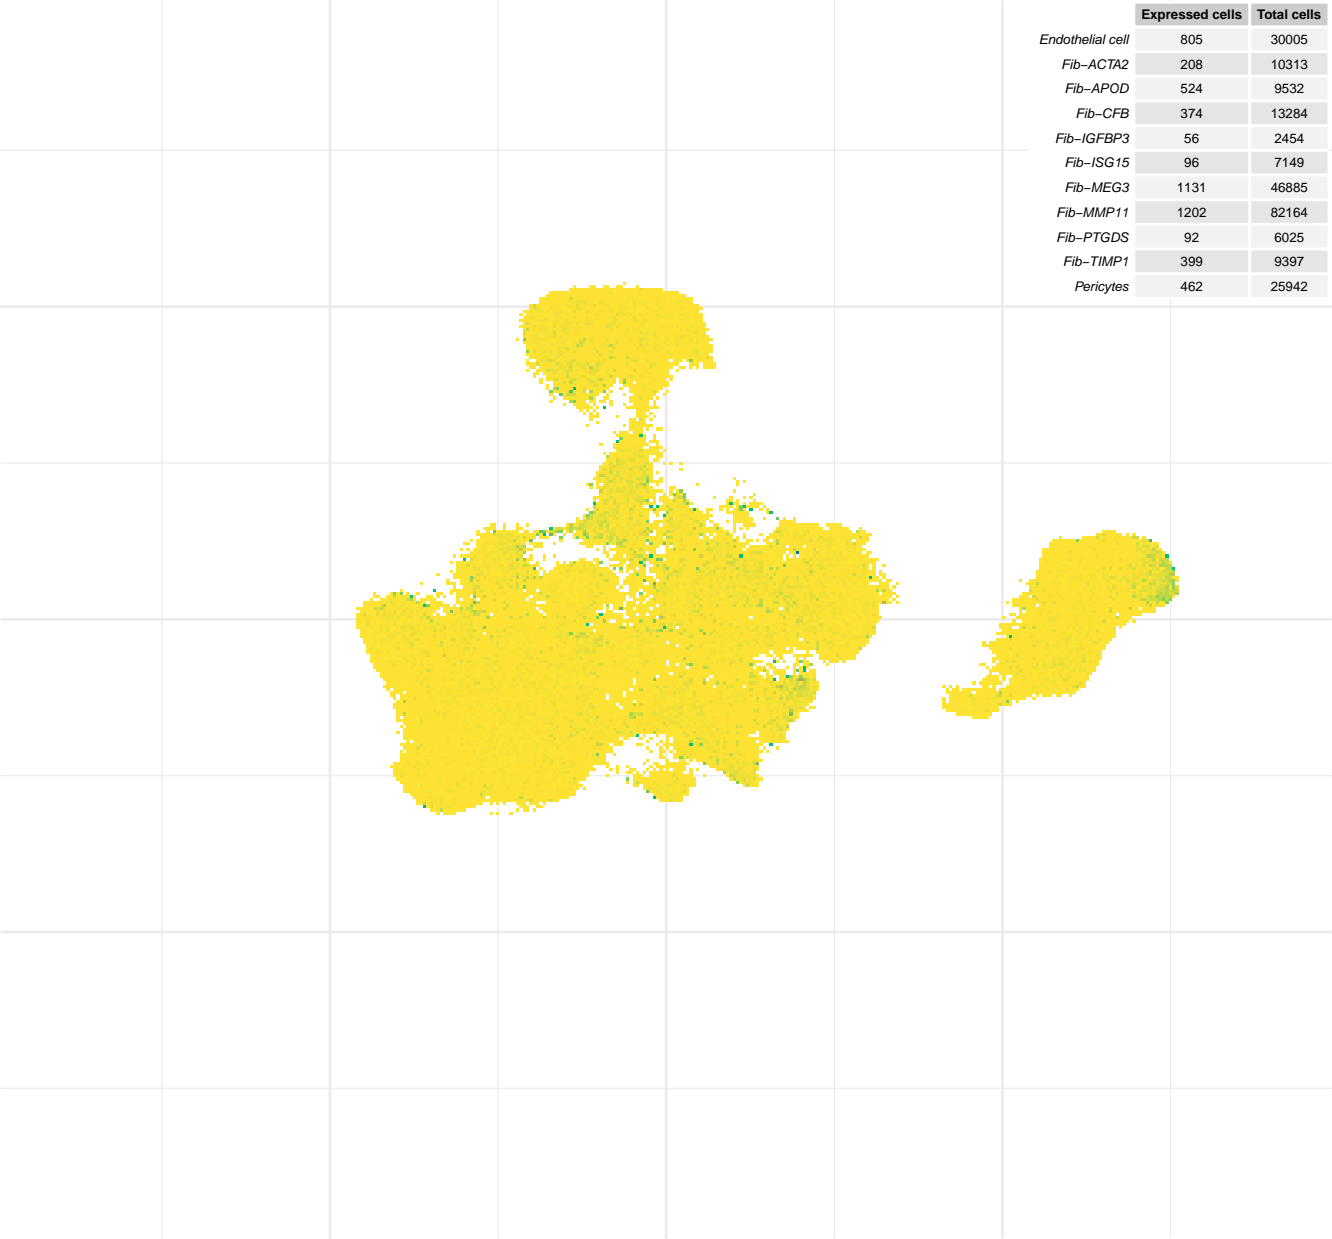 Expressed cells Total cells
Endothelial cell 805 30005
Fib−ACTA2 208 10313
Fib−APOD 524 9532
Fib−CFB 374 13284
Fib−IGFBP3 56 2454
Fib−ISG15 96 7149
Fib−MEG3 1131 46885
Fib−MMP11 1202 82164
Fib−PTGDS 92 6025
Fib−TIMP1 399 9397
Pericytes 462 25942